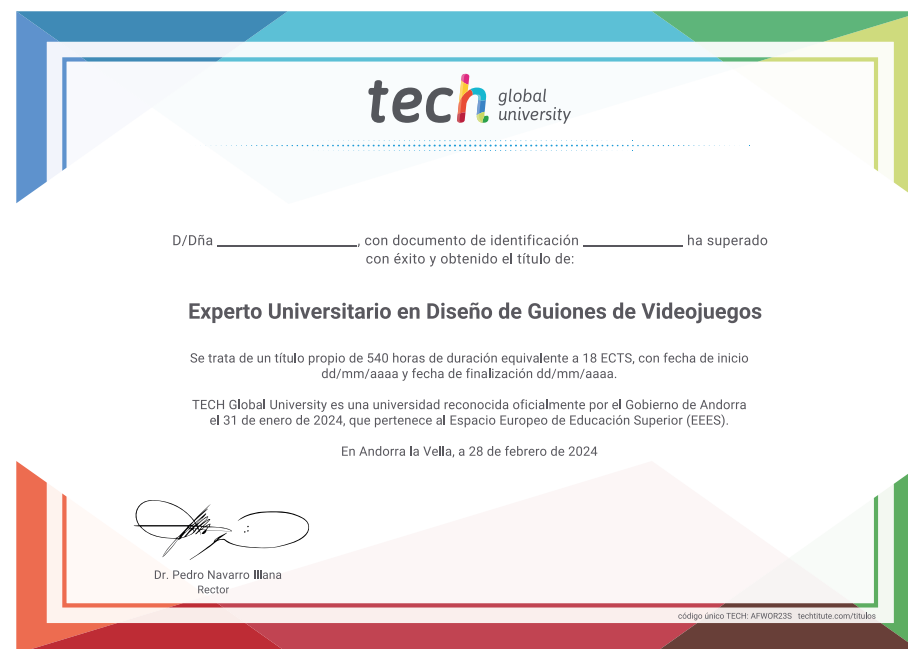 tech global university
D/Dña ____________________, con documento de identificación ______________ ha superado
con éxito y obtenido el título de:
Experto Universitario en Diseño de Guiones de Videojuegos
Se trata de un título propio de 540 horas de duración equivalente a 18 ECTS, con fecha de inicio
dd/mm/aaaa y fecha de finalización dd/mm/aaaa.
TECH Global University es una universidad reconocida oficialmente por el Gobierno de Andorra
el 31 de enero de 2024, que pertenece al Espacio Europeo de Educación Superior (EEES).
En Andorra la Vella, a 28 de febrero de 2024
Dr. Pedro Navarro Illana
Rector
código único TECH: AFWOR23S techtitute.com/titulos